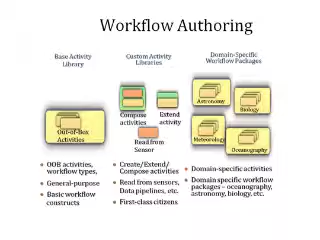 Workflow Authoring
Base Activity
Library
Custom Activity
Libraries
Domain-Specific
Workflow Packages
Out-of-Box
Activities
Compose
activities
Extend
activity
Read from
Sensor
Astronomy
Biology
Meteorology
Oceanography
• OOB activities,
workflow types,
• General-purpose
• Basic workflow
constructs
• Create/Extend/
Compose activities
• Read from sensors,
Data pipelines, etc.
• First-class citizens
• Domain-specific activities
• Domain specific workflow
packages – oceanography,
astronomy, biology, etc.